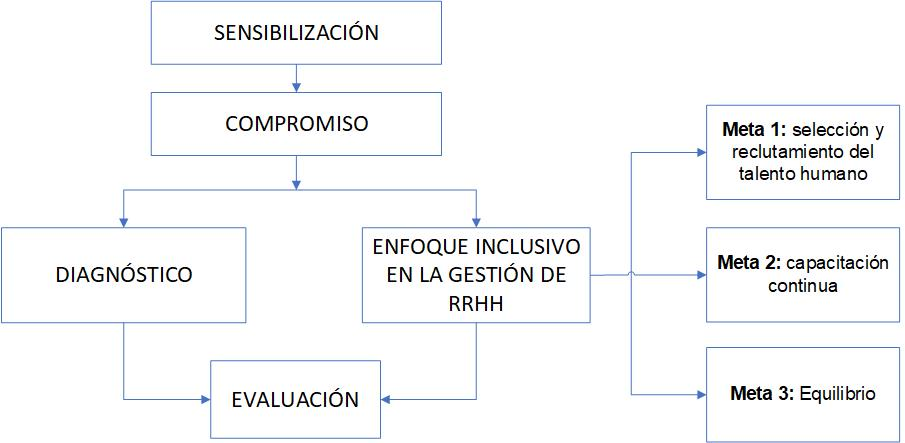 SENSIBILIZACIÓN
COMPROMISO
DIAGNÓSTICO
ENFOQUE INCLUSIVO
EN LA GESTIÓN DE
RRHH
EVALUACIÓN
Meta 1: selección y
reclutamiento del
talento humano
Meta 2: capacitación
continua
Meta 3: Equilibrio